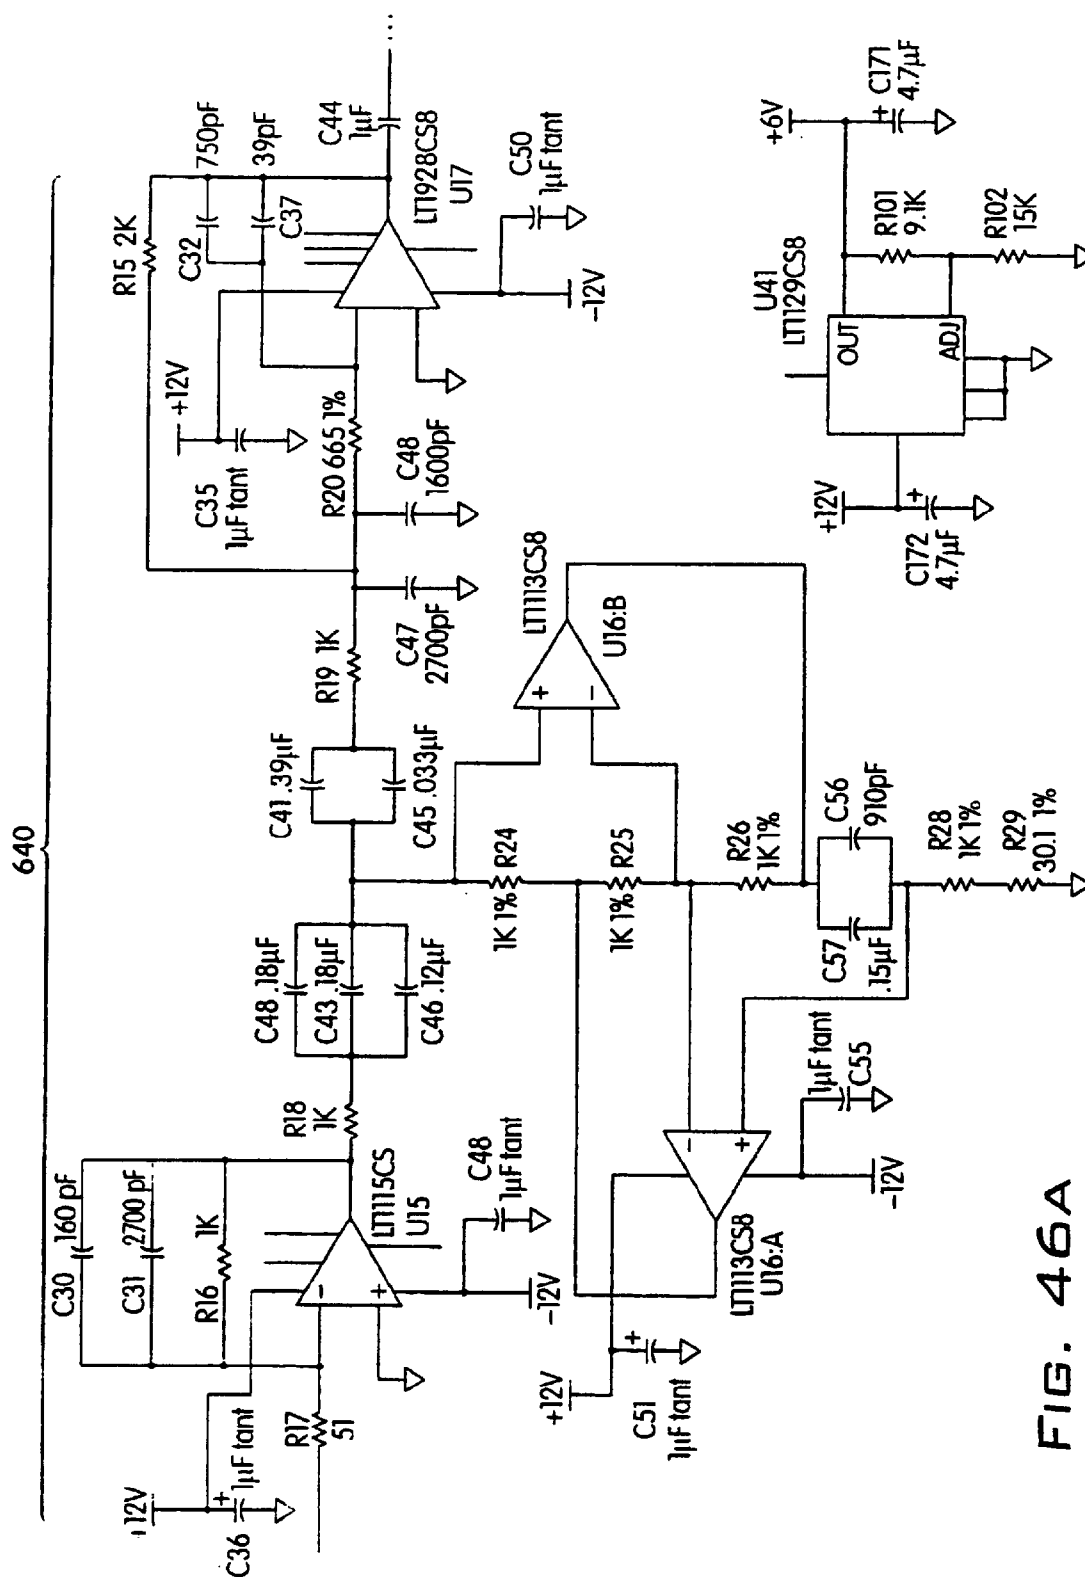 640
C30
160 pF
C31
2700 pF
R16
1K
+12V
C36
1µF tant
R17
51
LT1115CS
U15
C48
1µF tant
-12V
R18
1K
C48 .18µF
C43 .18µF
C46 .12µF
C41 .39µF
C45 .033µF
R19 1K
C47
2700pF
C48
1600pF
R20 665 1%
+12V
C35
1µF tant
R15 2K
C32
750pF
C37
39pF
LT1928CS8
U17
C44
1µF
...
C50
1µF tant
-12V
1K 1%
R24
1K 1%
R25
R26
1K 1%
LT1113CS8
U16:B
+
−
+12V
C51
1µF tant
LT1113CS8
U16:A
−
+
-12V
1µF tant
C55
C57
.15µF
C56
910pF
R28
1K 1%
R29
30.1 1%
U41
LT1129CS8
OUT
ADJ
+12V
C172
4.7µF
+6V
C171
4.7µF
R101
9.1K
R102
15K
FIG. 46A